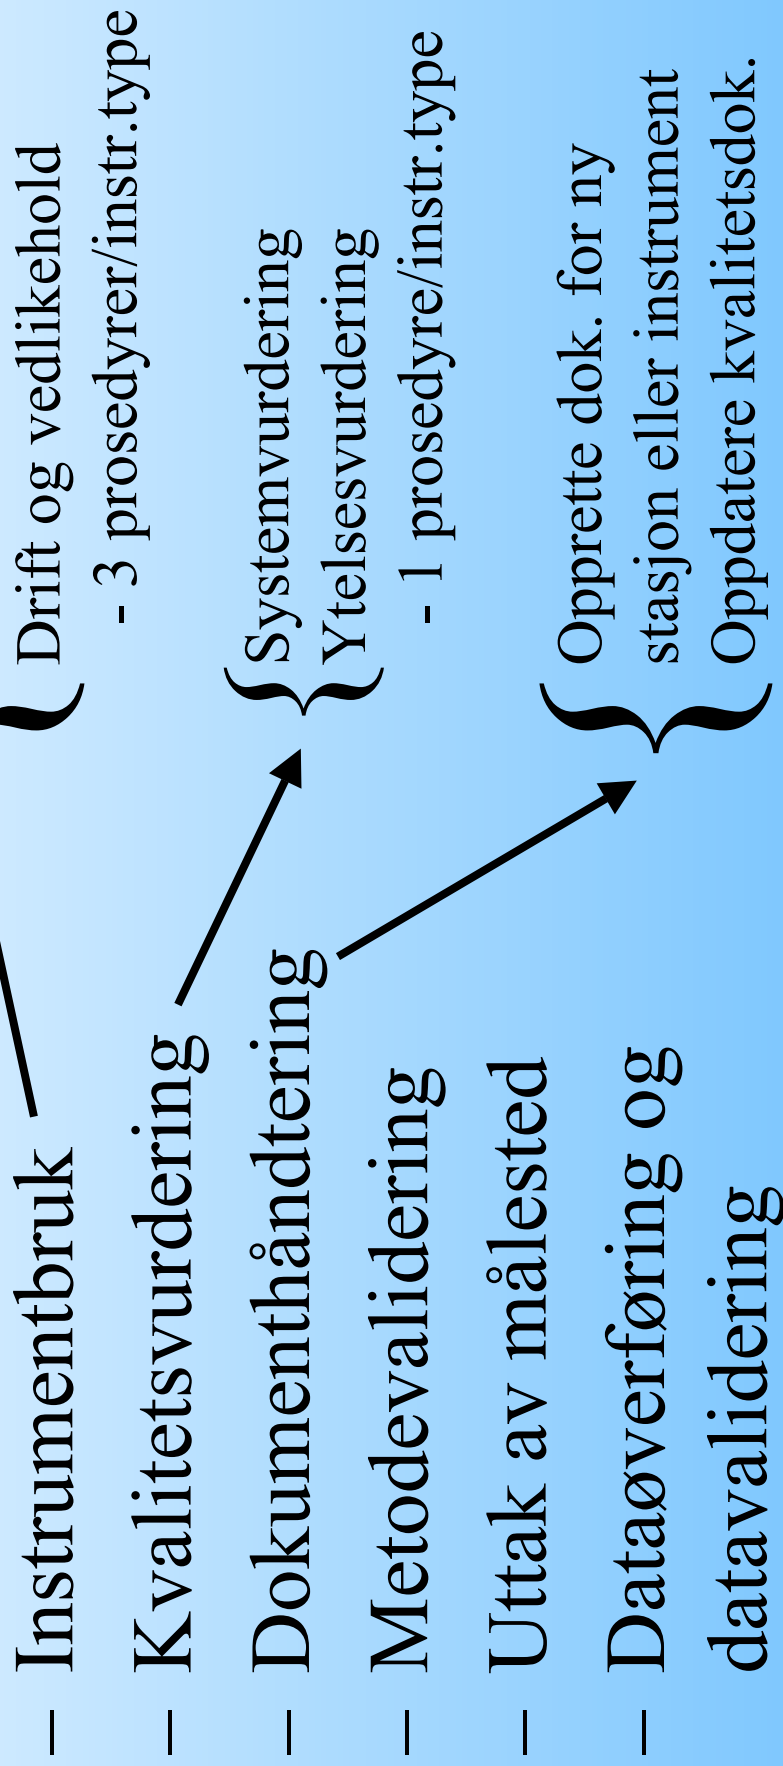 – Instrumentbruk
– Kvalitetsvurdering
– Dokumenthåndtering
– Metodevalidering
– Uttak av målested
– Dataøverføring og
datavalidering
Drift og vedlikehold
- 3 prosedyrer/instr.type
Systemvurdering
Ytelsesvurdering
- 1 prosedyre/instr.type
Opprette dok. for ny
stasjon eller instrument
Oppdatere kvalitetsdok.